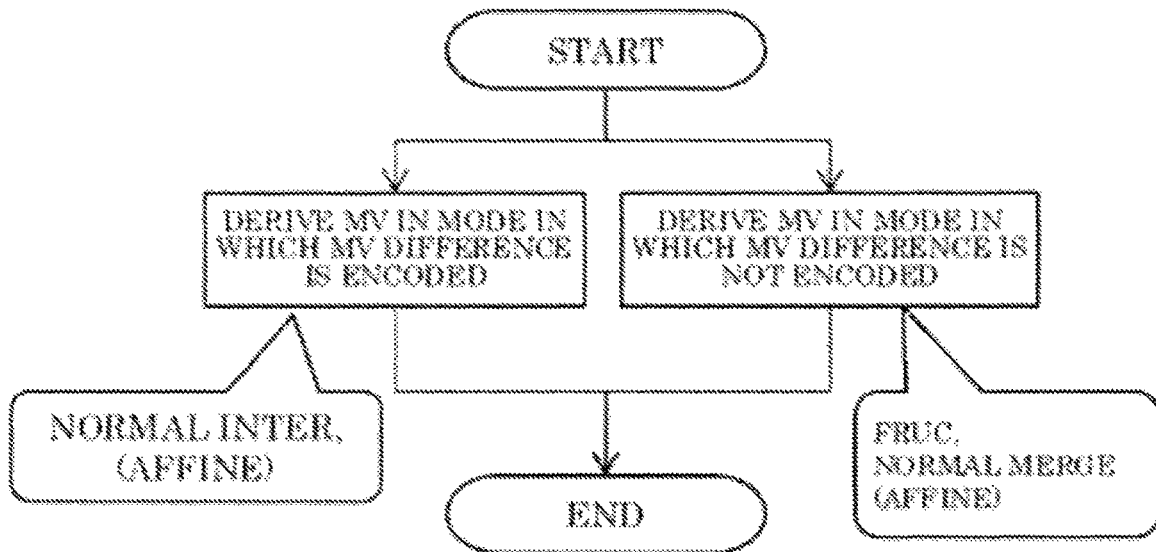 START
DERIVE MV IN MODE IN
WHICH MV DIFFERENCE
IS ENCODED
DERIVE MV IN MODE IN
WHICH MV DIFFERENCE IS
NOT ENCODED
NORMAL INTER,
(AFFINE)
FRUC,
NORMAL MERGE
(AFFINE)
END